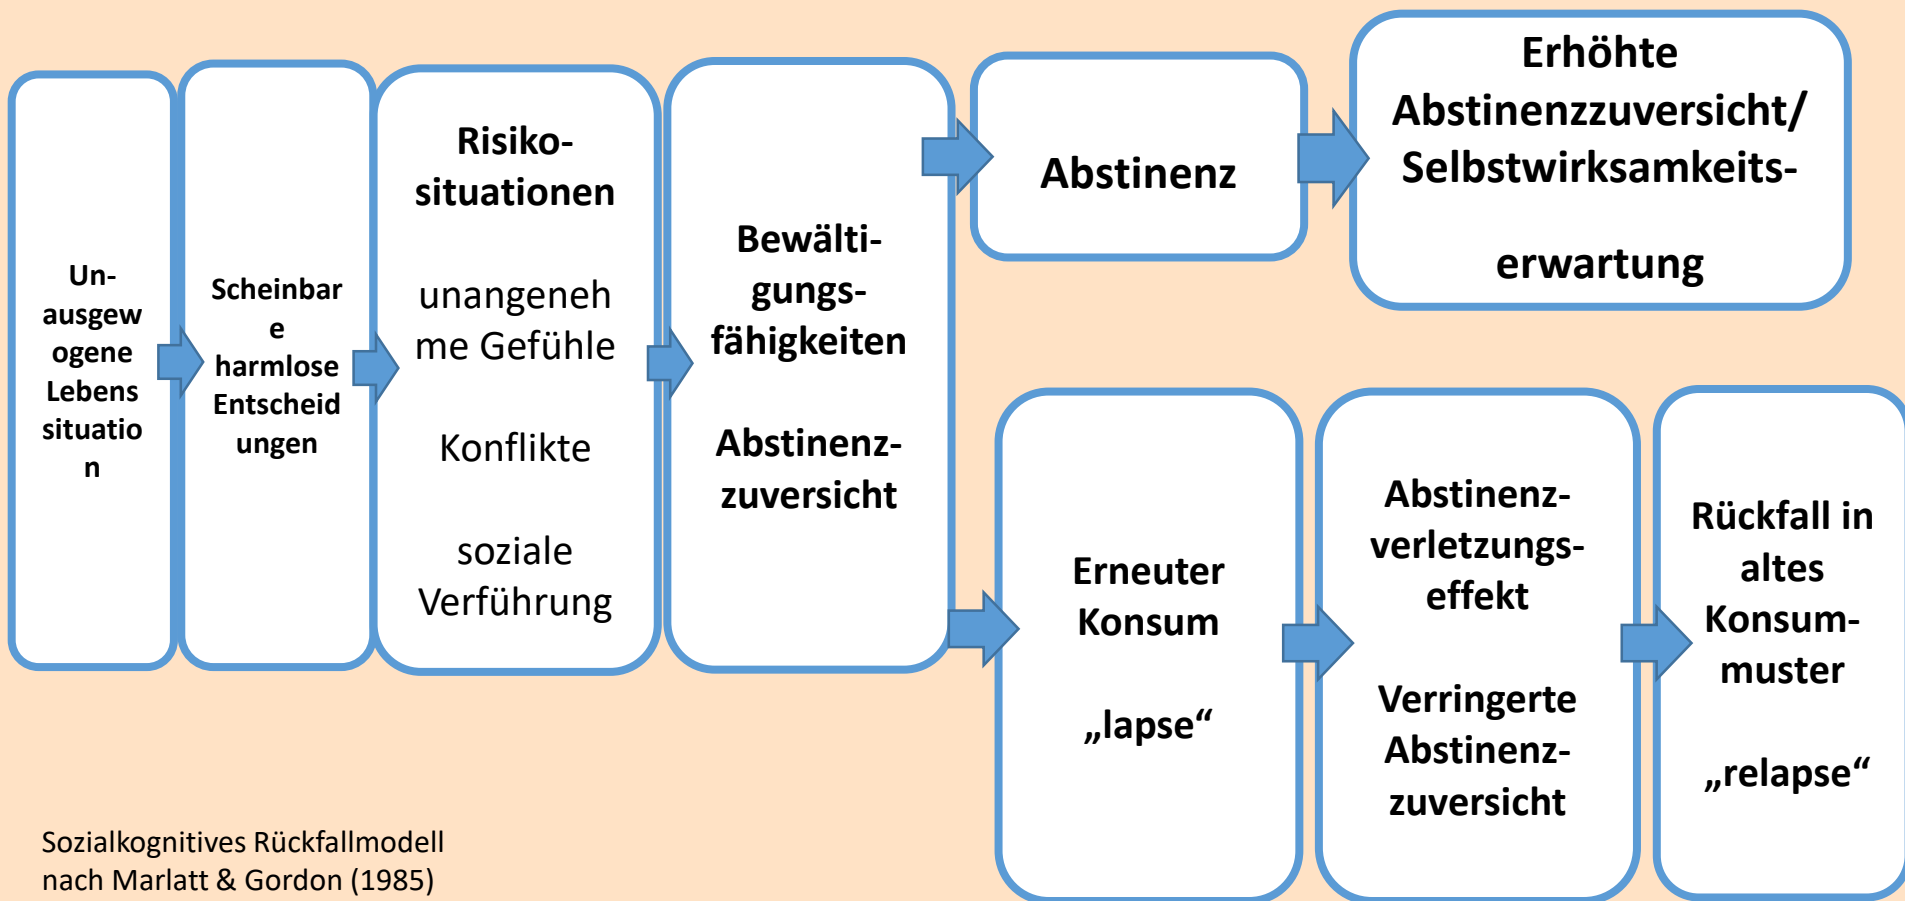 Un-
ausgew
ogene
Lebens
situatio
n
Scheinbar
e
harmlose
Entscheid
ungen
Risiko-
situationen
unangeneh
me Gefühle
Konflikte
soziale
Verführung
Bewälti-
gungs-
fähigkeiten
Abstinenz-
zuversicht
Abstinenz
Erhöhte
Abstinenzzuversicht/
Selbstwirksamkeits-
erwartung
Erneuter
Konsum
„lapse“
Abstinenz-
verletzungs-
effekt
Verringerte
Abstinenz-
zuversicht
Rückfall in
altes
Konsum-
muster
„relapse“
Sozialkognitives Rückfallmodell
nach Marlatt & Gordon (1985)